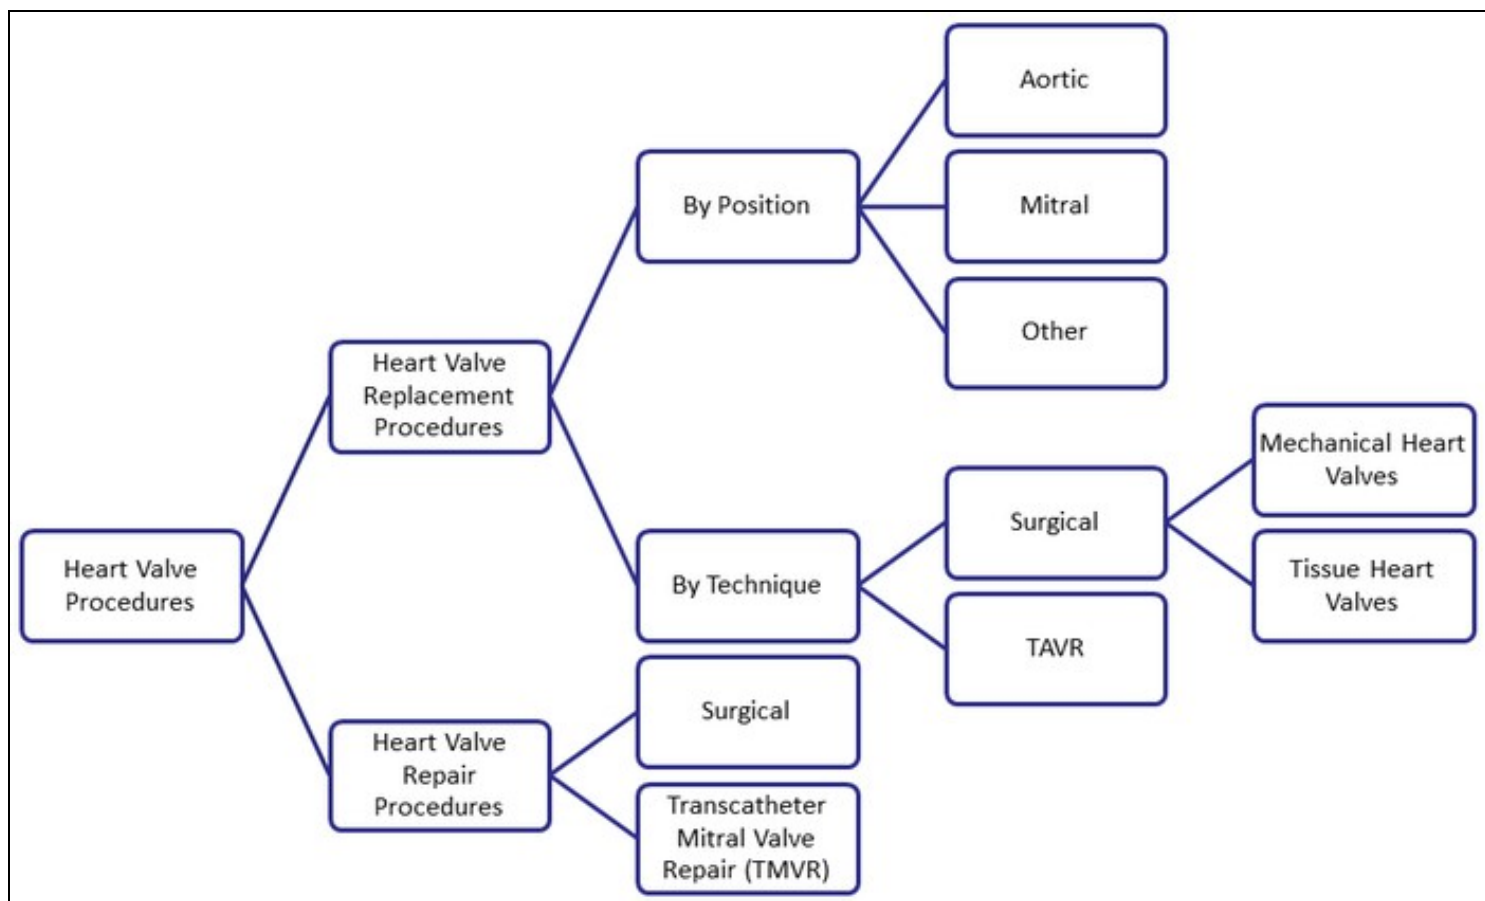 Aortic
By Position
Mitral
Other
Heart Valve
Replacement
Procedures
Mechanical Heart
Valves
Surgical
Heart Valve
Procedures
By Technique
Tissue Heart
Valves
TAVR
Surgical
Heart Valve
Repair
Procedures
Transcatheter
Mitral Valve
Repair (TMVR)